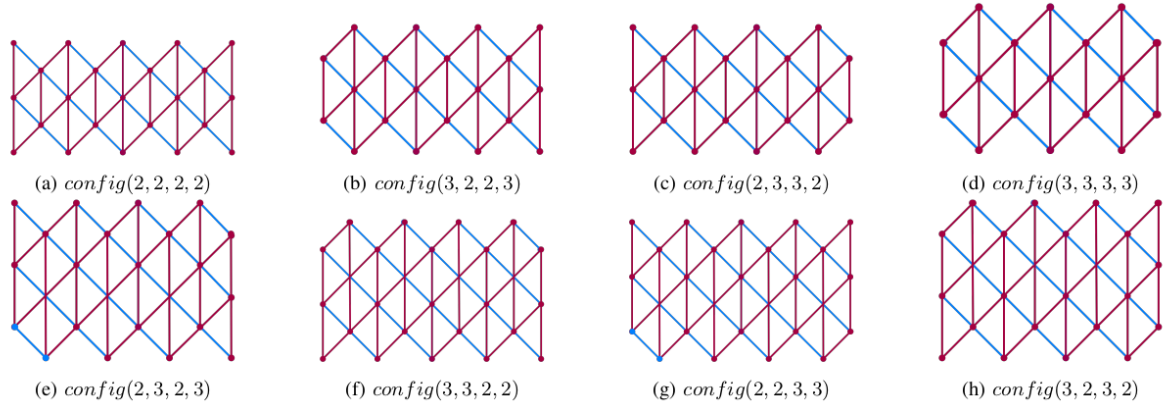 (a) config(2, 2, 2, 2)
(b) config(3, 2, 2, 3)
(c) config(2, 3, 3, 2)
(d) config(3, 3, 3, 3)
(e) config(2, 3, 2, 3)
(f) config(3, 3, 2, 2)
(g) config(2, 2, 3, 3)
(h) config(3, 2, 3, 2)